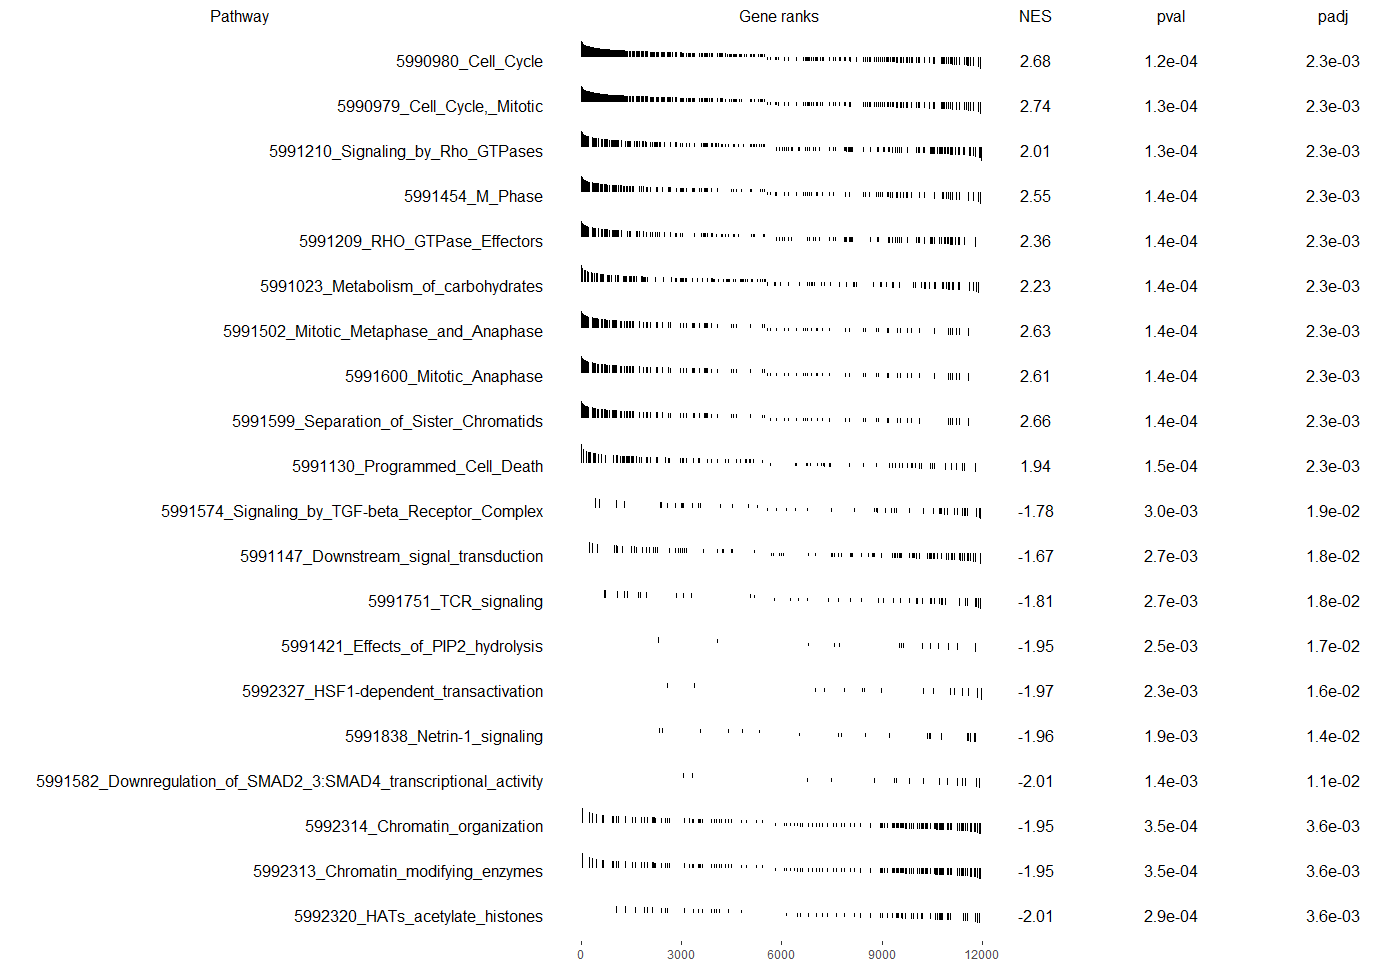 Pathway Gene ranks NES pval padj
5990980_Cell_Cycle 2.68 1.2e-04 2.3e-03
5990979_Cell_Cycle,_Mitotic 2.74 1.3e-04 2.3e-03
5991210_Signaling_by_Rho_GTPases 2.01 1.3e-04 2.3e-03
5991454_M_Phase 2.55 1.4e-04 2.3e-03
5991209_RHO_GTPase_Effectors 2.36 1.4e-04 2.3e-03
5991023_Metabolism_of_carbohydrates 2.23 1.4e-04 2.3e-03
5991502_Mitotic_Metaphase_and_Anaphase 2.63 1.4e-04 2.3e-03
5991600_Mitotic_Anaphase 2.61 1.4e-04 2.3e-03
5991599_Separation_of_Sister_Chromatids 2.66 1.4e-04 2.3e-03
5991130_Programmed_Cell_Death 1.94 1.5e-04 2.3e-03
5991574_Signaling_by_TGF-beta_Receptor_Complex -1.78 3.0e-03 1.9e-02
5991147_Downstream_signal_transduction -1.67 2.7e-03 1.8e-02
5991751_TCR_signaling -1.81 2.7e-03 1.8e-02
5991421_Effects_of_PIP2_hydrolysis -1.95 2.5e-03 1.7e-02
5992327_HSF1-dependent_transactivation -1.97 2.3e-03 1.6e-02
5991838_Netrin-1_signaling -1.96 1.9e-03 1.4e-02
5991582_Downregulation_of_SMAD2_3:SMAD4_transcriptional_activity -2.01 1.4e-03 1.1e-02
5992314_Chromatin_organization -1.95 3.5e-04 3.6e-03
5992313_Chromatin_modifying_enzymes -1.95 3.5e-04 3.6e-03
5992320_HATs_acetylate_histones -2.01 2.9e-04 3.6e-03
0 3000 6000 9000 12000